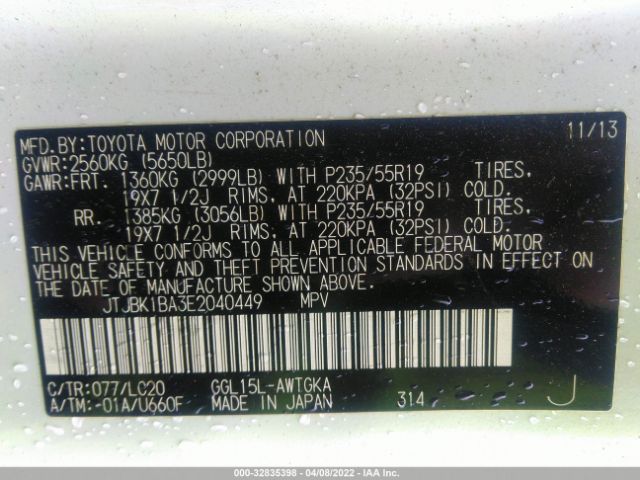 MFD.BY:TOYOTA MOTOR CORPORATION 11/13
GVWR:2560KG (5650LB)
GAWR:FRT. 1360KG (2999LB) WITH P235/55R19 TIRES,
19X7 1/2J RIMS, AT 220KPA (32PSI) COLD.
RR. 1385KG (3056LB) WITH P235/55R19 TIRES,
19X7 1/2J RIMS, AT 220KPA (32PSI) COLD.
THIS VEHICLE CONFORMS TO ALL APPLICABLE FEDERAL MOTOR
VEHICLE SAFETY AND THEFT PREVENTION STANDARDS IN EFFECT ON
THE DATE OF MANUFACTURE SHOWN ABOVE.
JTJBK1BA3E2040449 MPV
C/TR:077/LC20 GGL15L-AWTGKA
A/TM:-01A/U660F MADE IN JAPAN 314 J
000-32835398 - 04/08/2022 - IAA Inc.